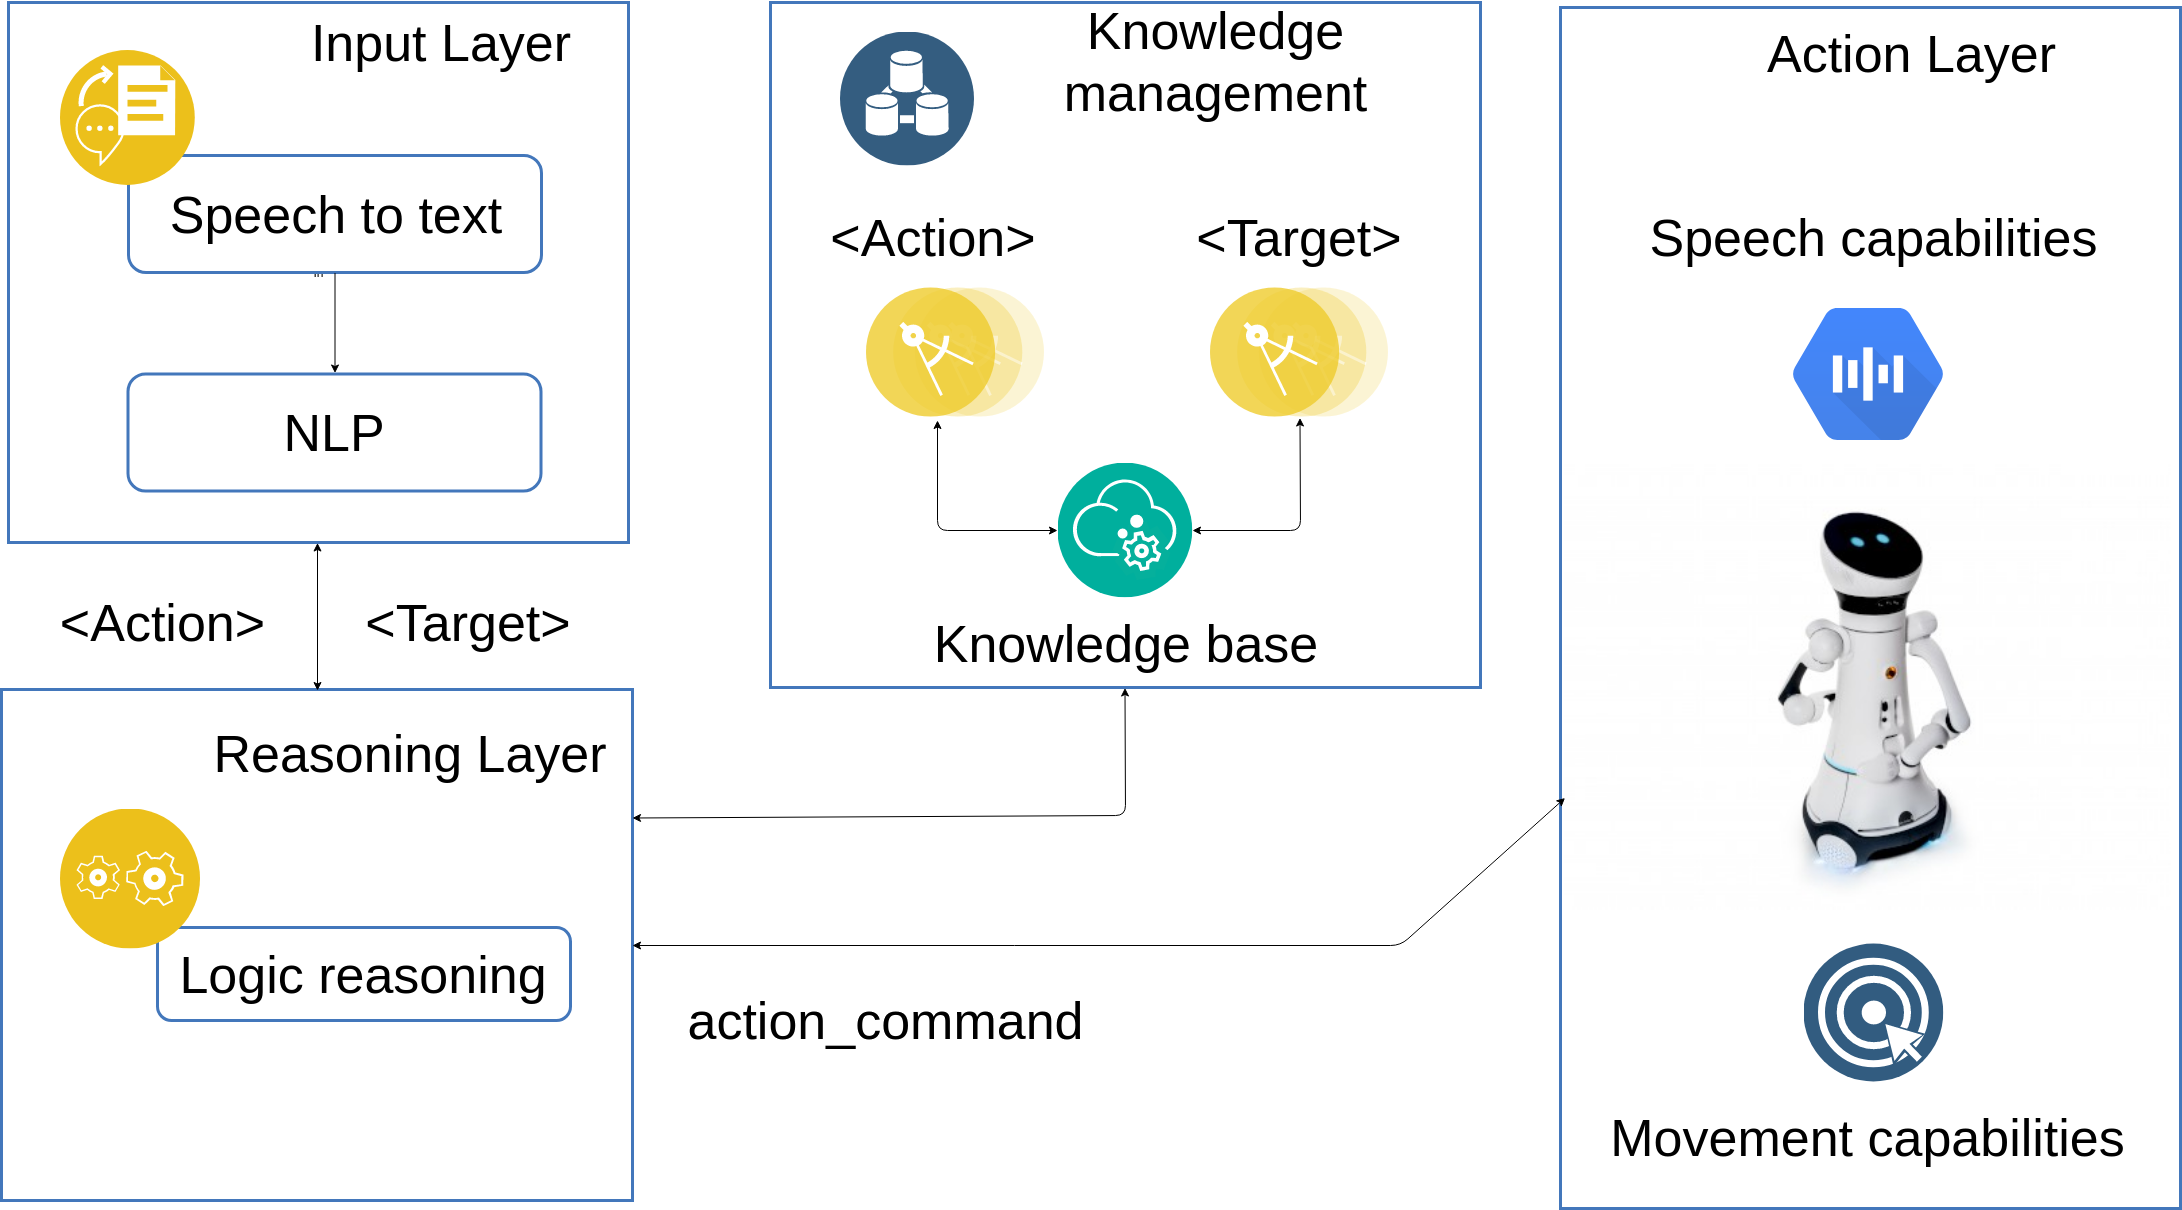 Input Layer
Speech to text
NLP
<Action>
<Target>
Reasoning Layer
Logic reasoning
Knowledge
management
<Action>
<Target>
Knowledge base
action_command
Action Layer
Speech capabilities
Movement capabilities